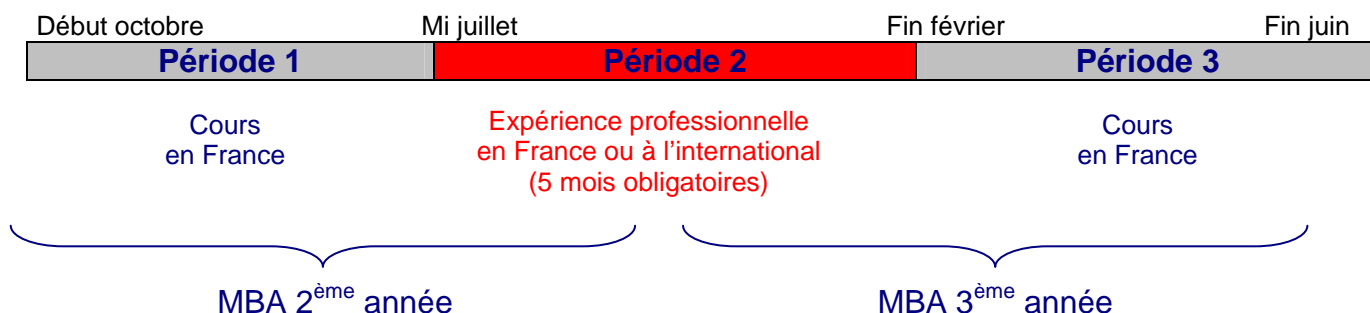 Début octobre Mi juillet Fin février Fin juin
Période 1 Période 2 Période 3
Cours
en France
Expérience professionnelle
en France ou à l'international
(5 mois obligatoires)
Cours
en France
MBA 2ème année MBA 3ème année